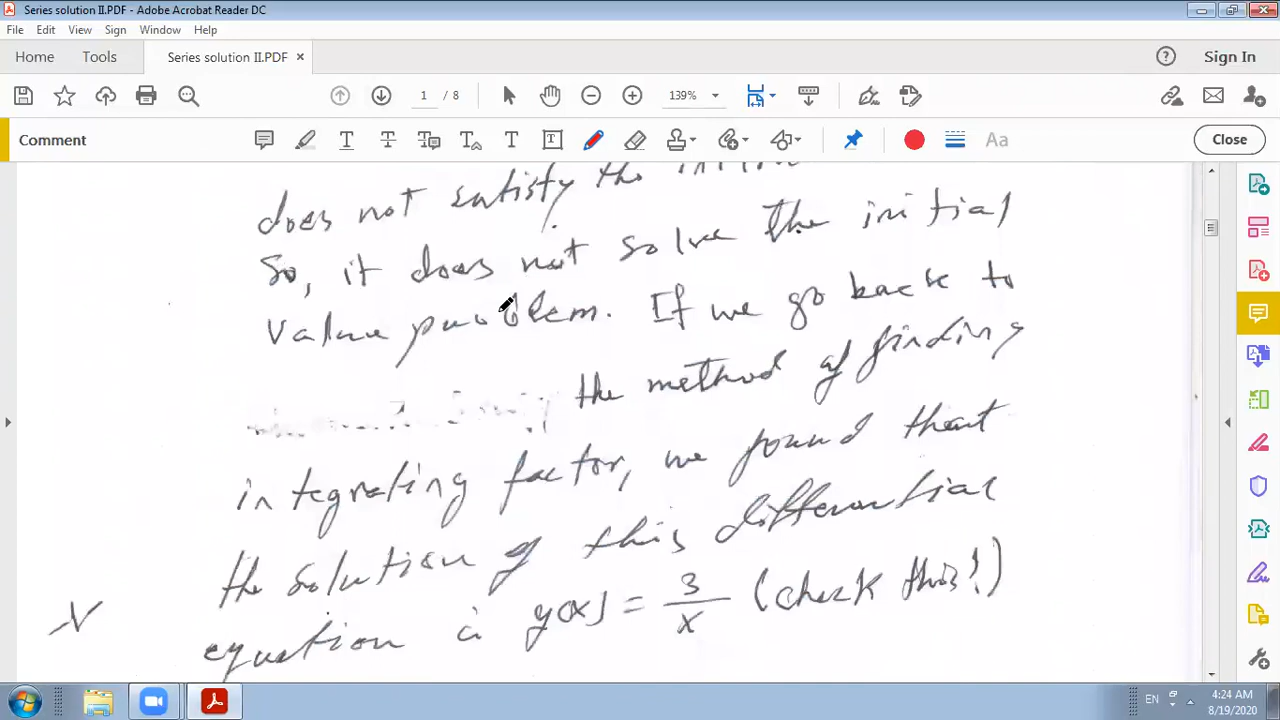 Series solution II.PDF - Adobe Acrobat Reader DC
File Edit View Sign Window Help
Home Tools Series solution II.PDF × Sign In
1 / 8 139%
Comment Aa Close
does not satisfy the
So, it does not solve the initial
value problem. If we go back to
the method of finding
integrating factor, we found that
the solution of this differential
equation is y(x) = 3/x (check this!)
EN 4:24 AM
8/19/2020